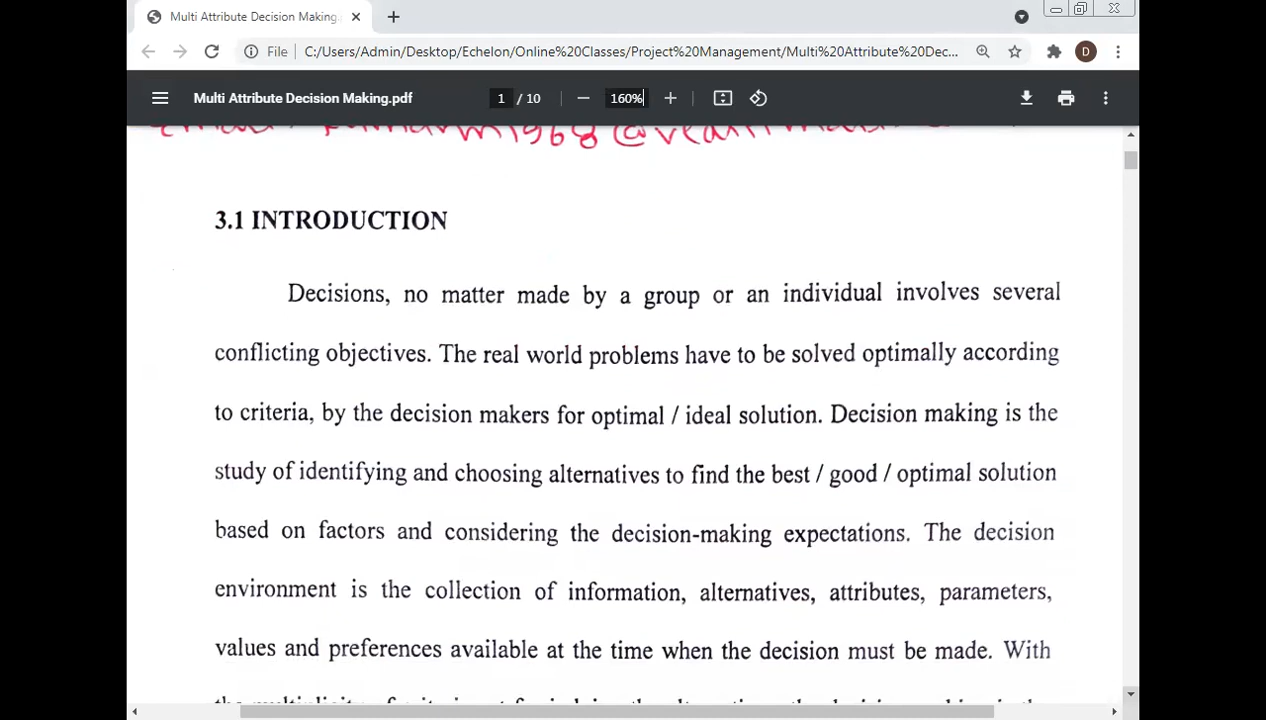 Multi Attribute Decision Making.
File C:/Users/Admin/Desktop/Echelon/Online%20Classes/Project%20Management/Multi%20Attribute%20Dec...
D
Multi Attribute Decision Making.pdf 1 / 10 160%
3.1 INTRODUCTION
Decisions, no matter made by a group or an individual involves several
conflicting objectives. The real world problems have to be solved optimally according
to criteria, by the decision makers for optimal / ideal solution. Decision making is the
study of identifying and choosing alternatives to find the best / good / optimal solution
based on factors and considering the decision-making expectations. The decision
environment is the collection of information, alternatives, attributes, parameters,
values and preferences available at the time when the decision must be made. With